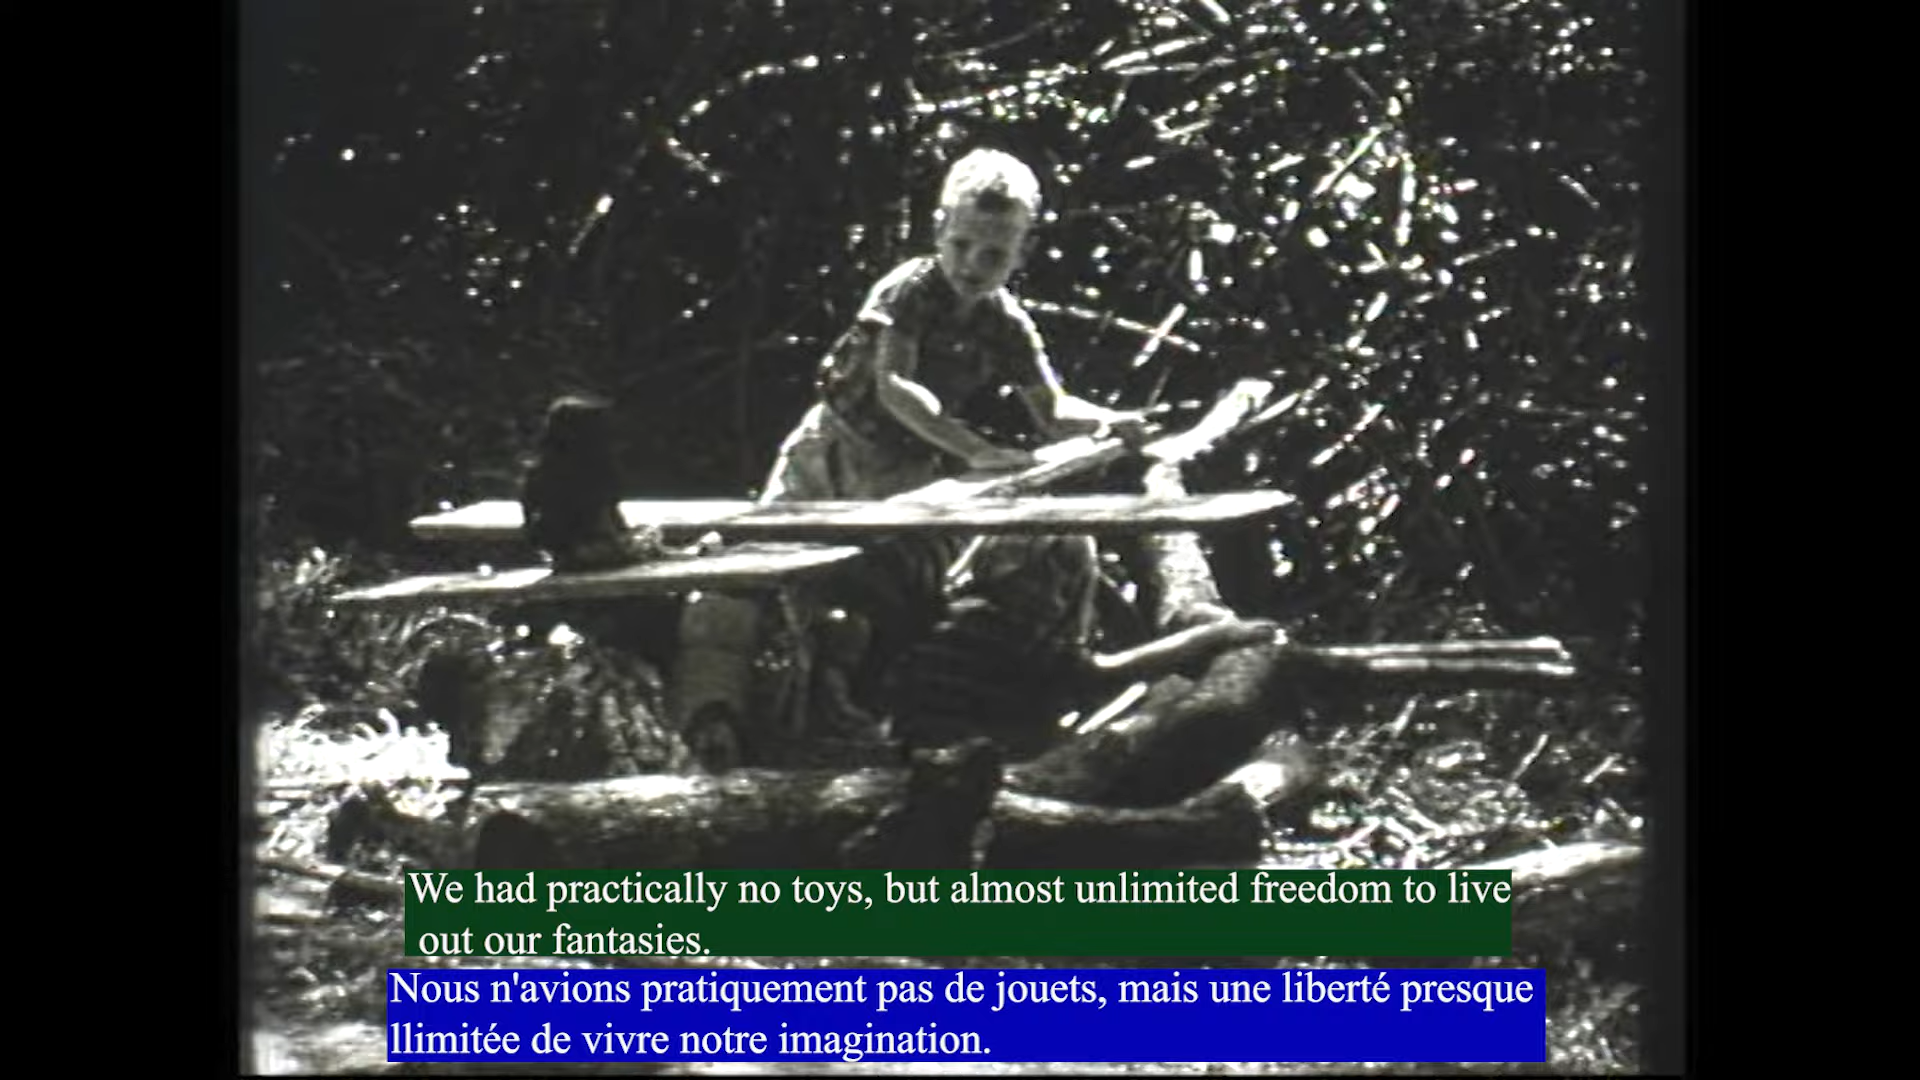 We had practically no toys, but almost unlimited freedom to live
out our fantasies.
Nous n'avions pratiquement pas de jouets, mais une liberté presque
llimitée de vivre notre imagination.